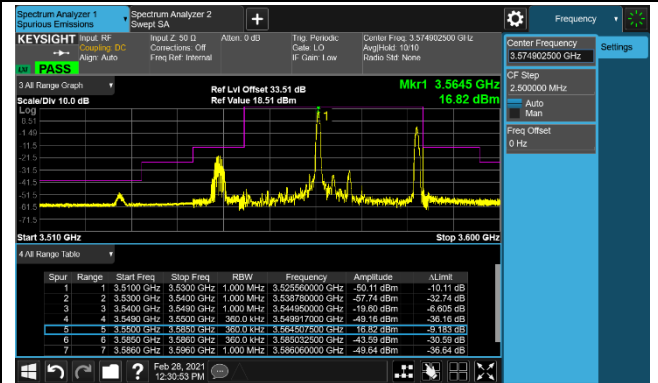 Spectrum Analyzer 1
Spurious Emissions
Spectrum Analyzer 2
Swept SA
Frequency
KEYSIGHT
Input: RF
Coupling: DC
Align: Auto
Input Z: 50 Ω
Corrections: Off
Freq Ref: Internal
Atten: 0 dB
Trig: Periodic
Gate: LO
IF Gain: Low
Center Freq: 3.574902500 GHz
Avg|Hold: 10/10
Radio Std: None
PASS
Center Frequency
3.574902500 GHz
Settings
CF Step
2.500000 MHz
Auto
Man
Freq Offset
0 Hz
3 All Range Graph
Scale/Div 10.0 dB
Ref Lvl Offset 33.51 dB
Ref Value 18.51 dBm
Mkr1 3.5645 GHz
16.82 dBm
Log
8.51
-1.49
-11.5
-21.5
-31.5
-41.5
-51.5
-61.5
-71.5
1
Start 3.510 GHz
Stop 3.600 GHz
4 All Range Table
Spur Range Start Freq Stop Freq RBW Frequency Amplitude ΔLimit
1 1 3.5100 GHz 3.5300 GHz 1.000 MHz 3.525560000 GHz -50.11 dBm -10.11 dB
2 2 3.5300 GHz 3.5400 GHz 1.000 MHz 3.538780000 GHz -57.74 dBm -32.74 dB
3 3 3.5400 GHz 3.5490 GHz 1.000 MHz 3.544950000 GHz -19.60 dBm -6.605 dB
4 4 3.5490 GHz 3.5500 GHz 360.0 kHz 3.549917000 GHz -49.16 dBm -36.16 dB
5 5 3.5500 GHz 3.5850 GHz 360.0 kHz 3.564507500 GHz 16.82 dBm -9.183 dB
6 6 3.5850 GHz 3.5860 GHz 360.0 kHz 3.585032500 GHz -43.59 dBm -30.59 dB
7 7 3.5860 GHz 3.5960 GHz 1.000 MHz 3.586060000 GHz -49.64 dBm -36.64 dB
Feb 28, 2021
12:30:53 PM